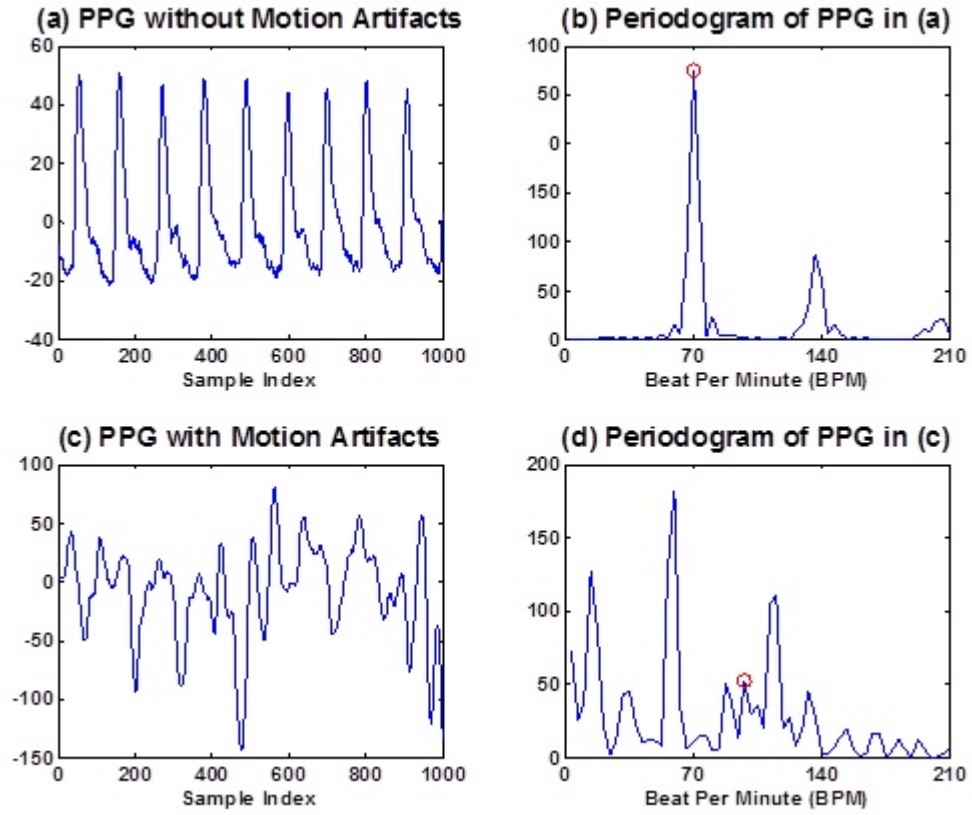 (a) PPG without Motion Artifacts
60
40
20
0
-20
-40
0 200 400 600 800 1000
Sample Index
(b) Periodogram of PPG in (a)
100
50
0
150
100
50
0
0 70 140 210
Beat Per Minute (BPM)
(c) PPG with Motion Artifacts
100
50
0
-50
-100
-150
0 200 400 600 800 1000
Sample Index
(d) Periodogram of PPG in (c)
200
150
100
50
0
0 70 140 210
Beat Per Minute (BPM)